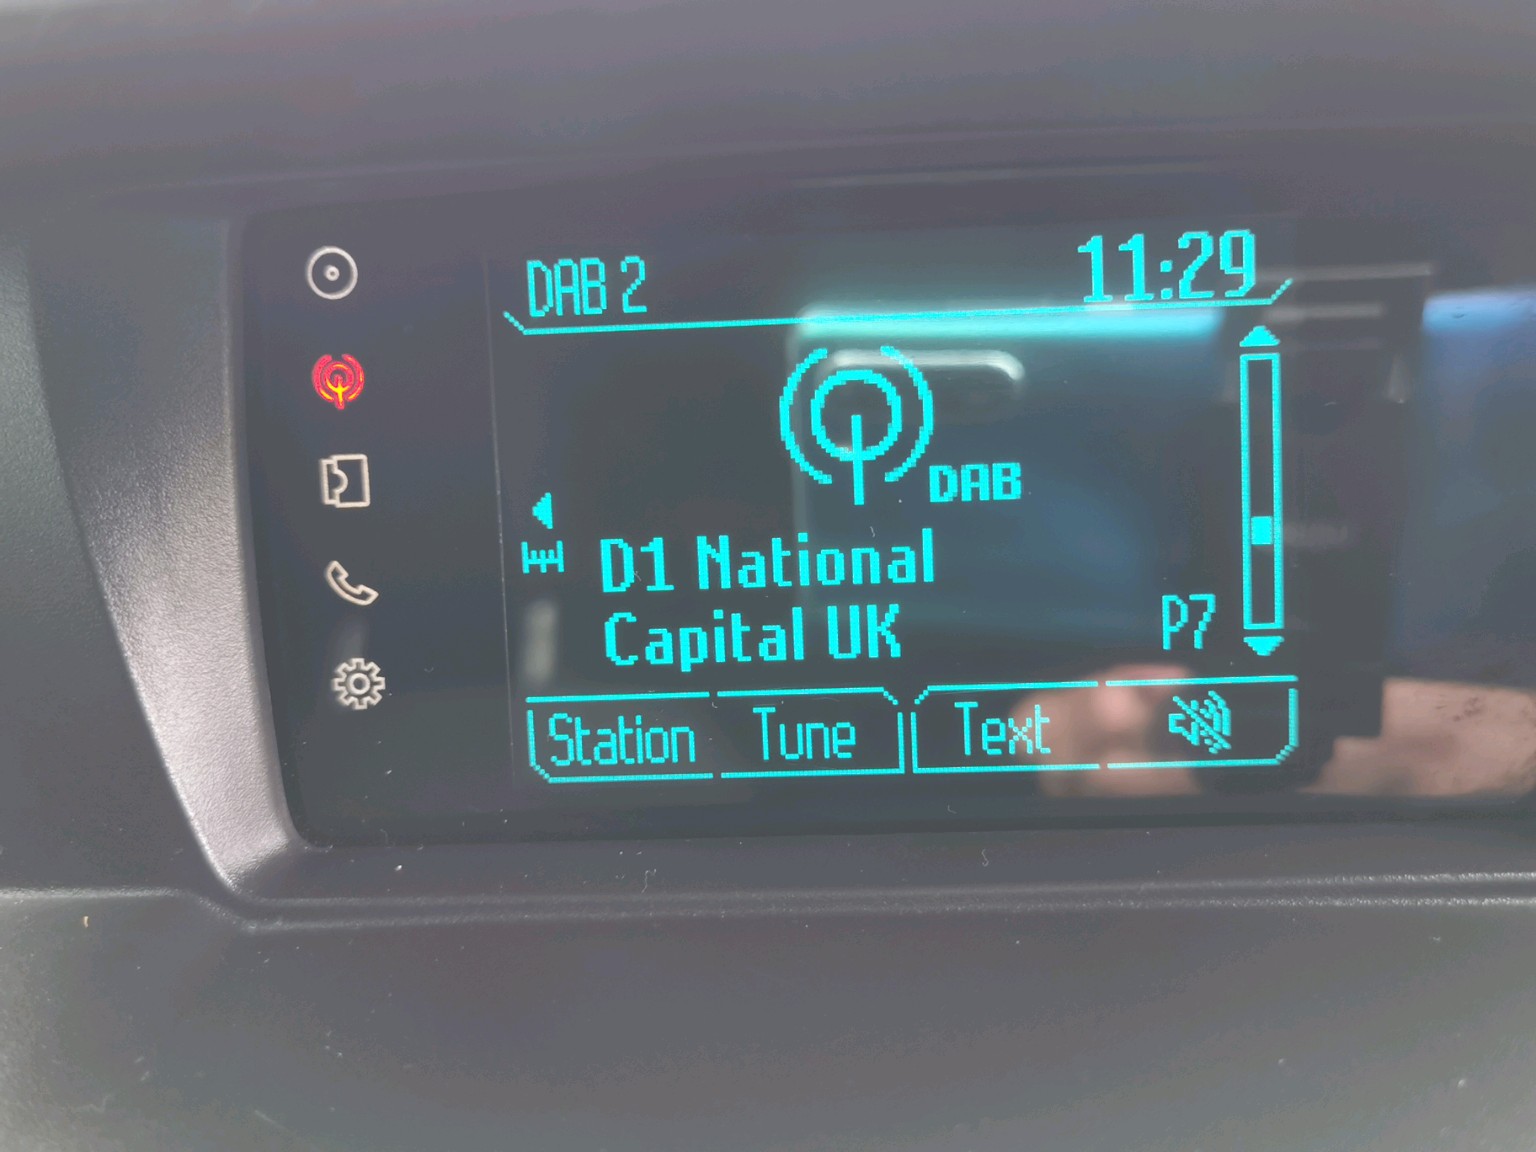 DAB 2 11:29
DAB
D1 National
Capital UK P7
Station Tune Text